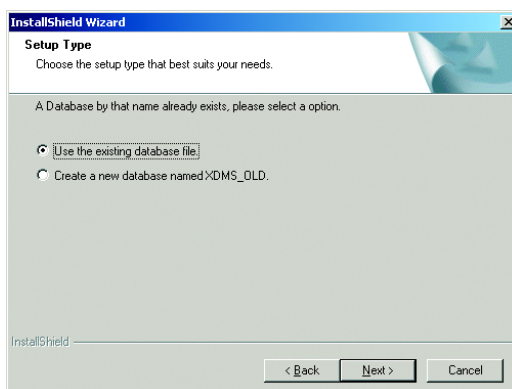 InstallShield Wizard
Setup Type
Choose the setup type that best suits your needs.
A Database by that name already exists, please select a option.
Use the existing database file.
Create a new database named XDMS_OLD.
InstallShield
< Back
Next >
Cancel